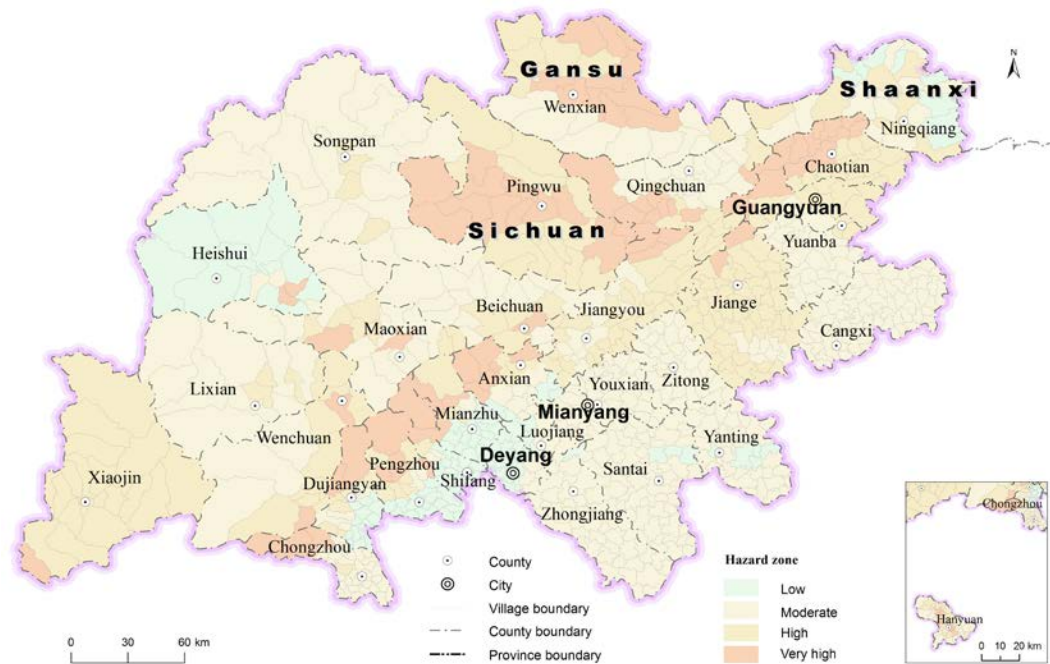 Gansu
Shaanxi
N
Wenxian
Ningqiang
Songpan
Chaotian
Pingwu
Qingchuan
Guangyuan
Sichuan
Yuanba
Heishui
Jiange
Beichuan
Jiangyou
Maoxian
Cangxi
Anxian
Zitong
Lixian
Youxian
Mianzhu
Mianyang
Wenchuan
Luojiang
Yanting
Deyang
Pengzhou
Santai
Xiaojin
Shifang
Dujiangyan
Zhongjiang
Chongzhou
County
City
Village boundary
County boundary
Province boundary
Hazard zone
Low
Moderate
High
Very high
0 30 60 km
Chongzhou
Hanyuan
0 10 20 km